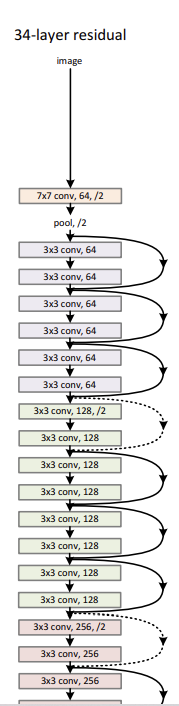 34-layer residual
image
7x7 conv, 64, /2
pool, /2
3x3 conv, 64
3x3 conv, 64
3x3 conv, 64
3x3 conv, 64
3x3 conv, 64
3x3 conv, 64
3x3 conv, 128, /2
3x3 conv, 128
3x3 conv, 128
3x3 conv, 128
3x3 conv, 128
3x3 conv, 128
3x3 conv, 128
3x3 conv, 128
3x3 conv, 256, /2
3x3 conv, 256
3x3 conv, 256